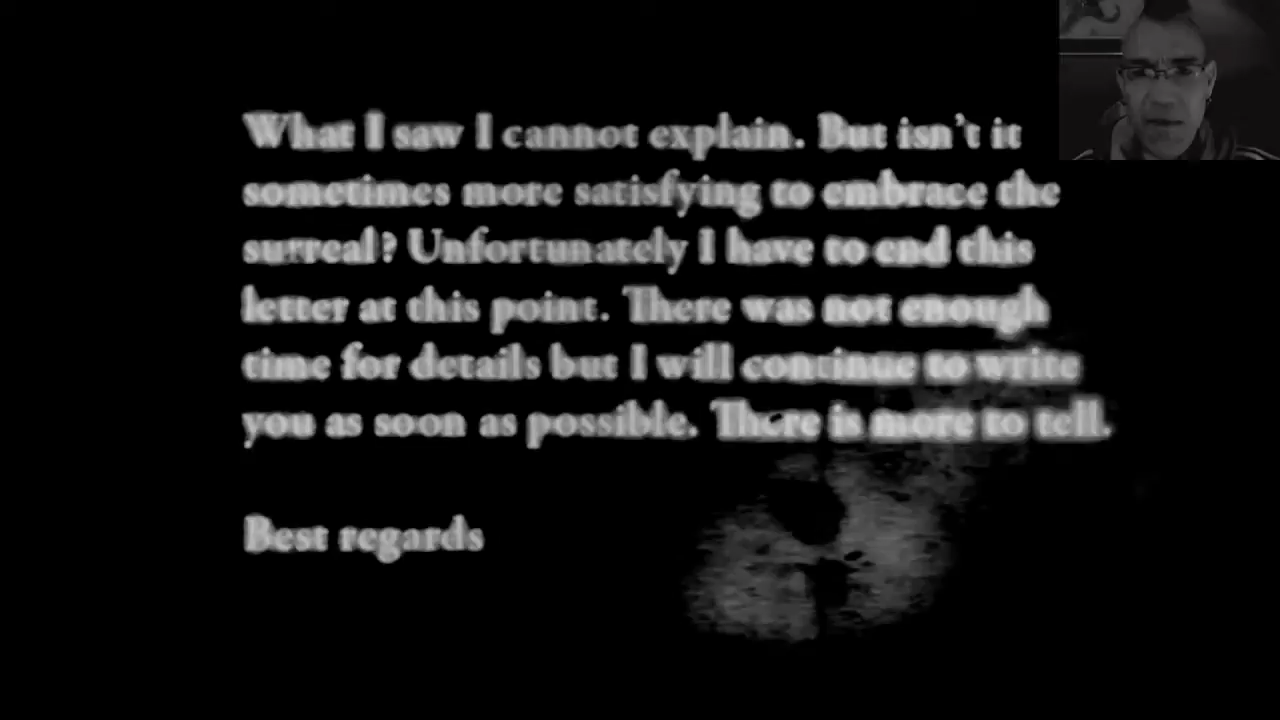 What I saw I cannot explain. But isn't it
sometimes more satisfying to embrace the
surreal? Unfortunately I have to end this
letter at this point. There was not enough
time for details but I will continue to write
you as soon as possible. There is more to tell.
Best regards